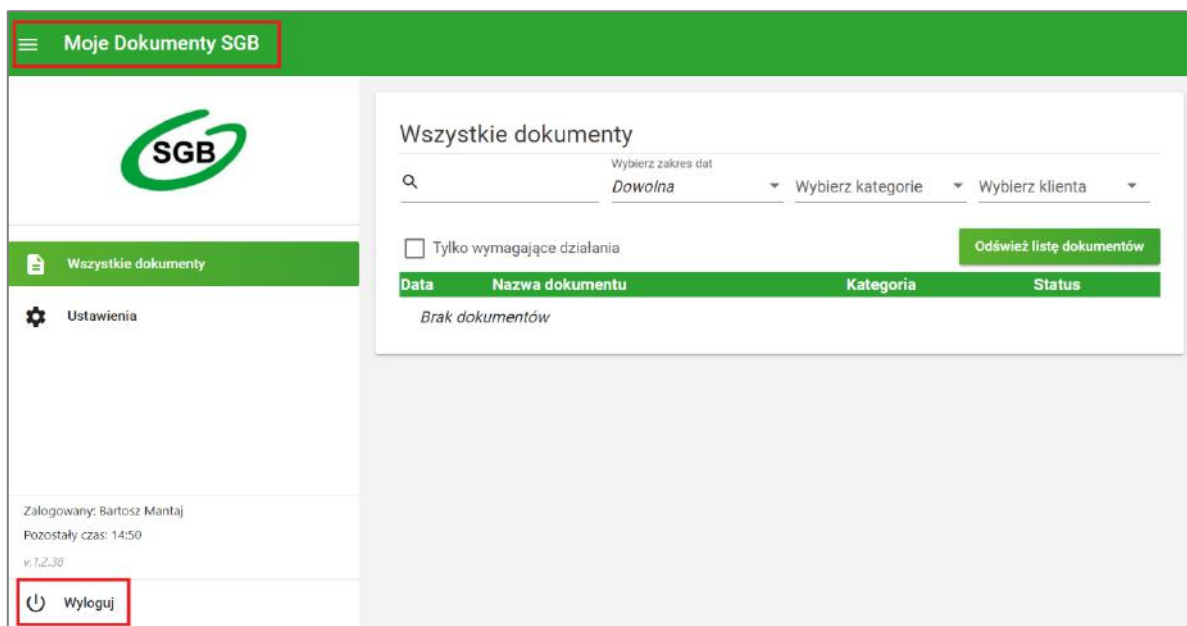 Moje Dokumenty SGB
SGB
Wszystkie dokumenty
Ustawienia
Zalogowany: Bartosz Mantaj
Pozostały czas: 14:50
v.1.2.38
Wyloguj
Wszystkie dokumenty
Wybierz zakres dat
Dowolna Wybierz kategorie Wybierz klienta
Tylko wymagające działania Odśwież listę dokumentów
Data Nazwa dokumentu Kategoria Status
Brak dokumentów